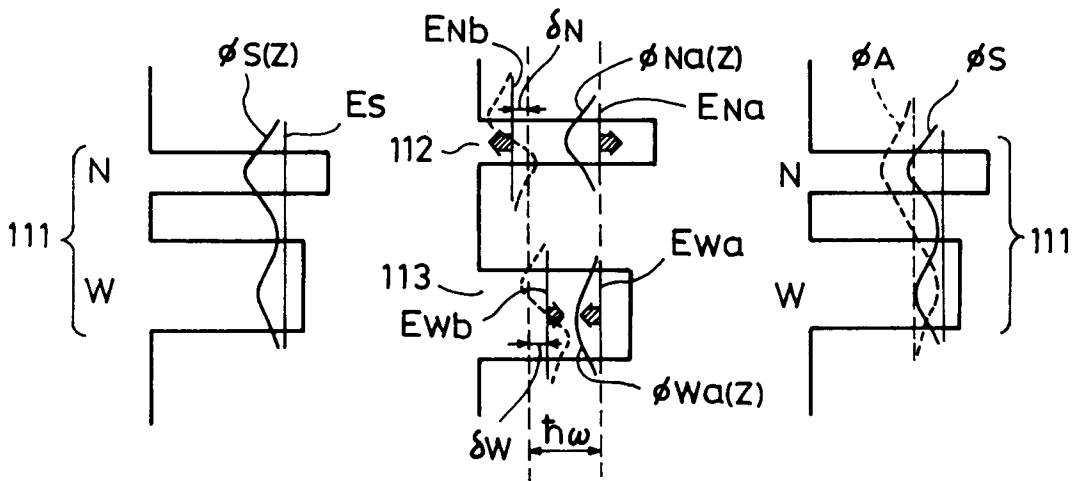 φS(Z)
ES
N
111
W
ENb
δN
φNa(Z)
ENa
112
113
EWa
EWb
φWa(Z)
δW
ħω
φA
φS
N
111
W